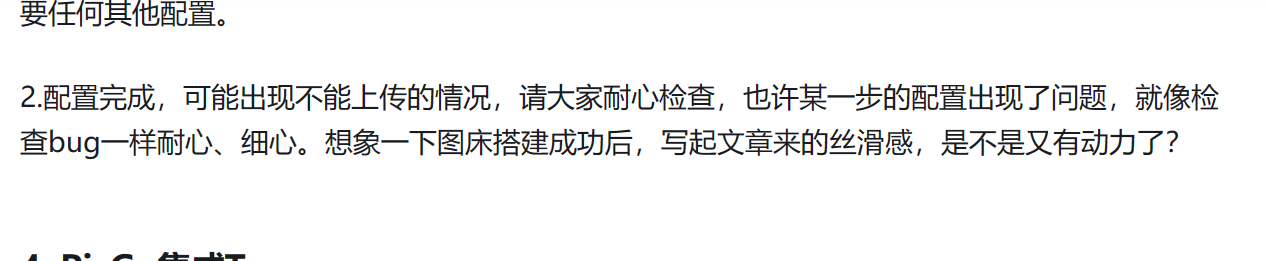 要任何其他配置。
2.配置完成，可能出现不能上传的情况，请大家耐心检查，也许某一步的配置出现了问题，就像检
查bug一样耐心、细心。想象一下图床搭建成功后，写起文章来的丝滑感，是不是又有动力了？